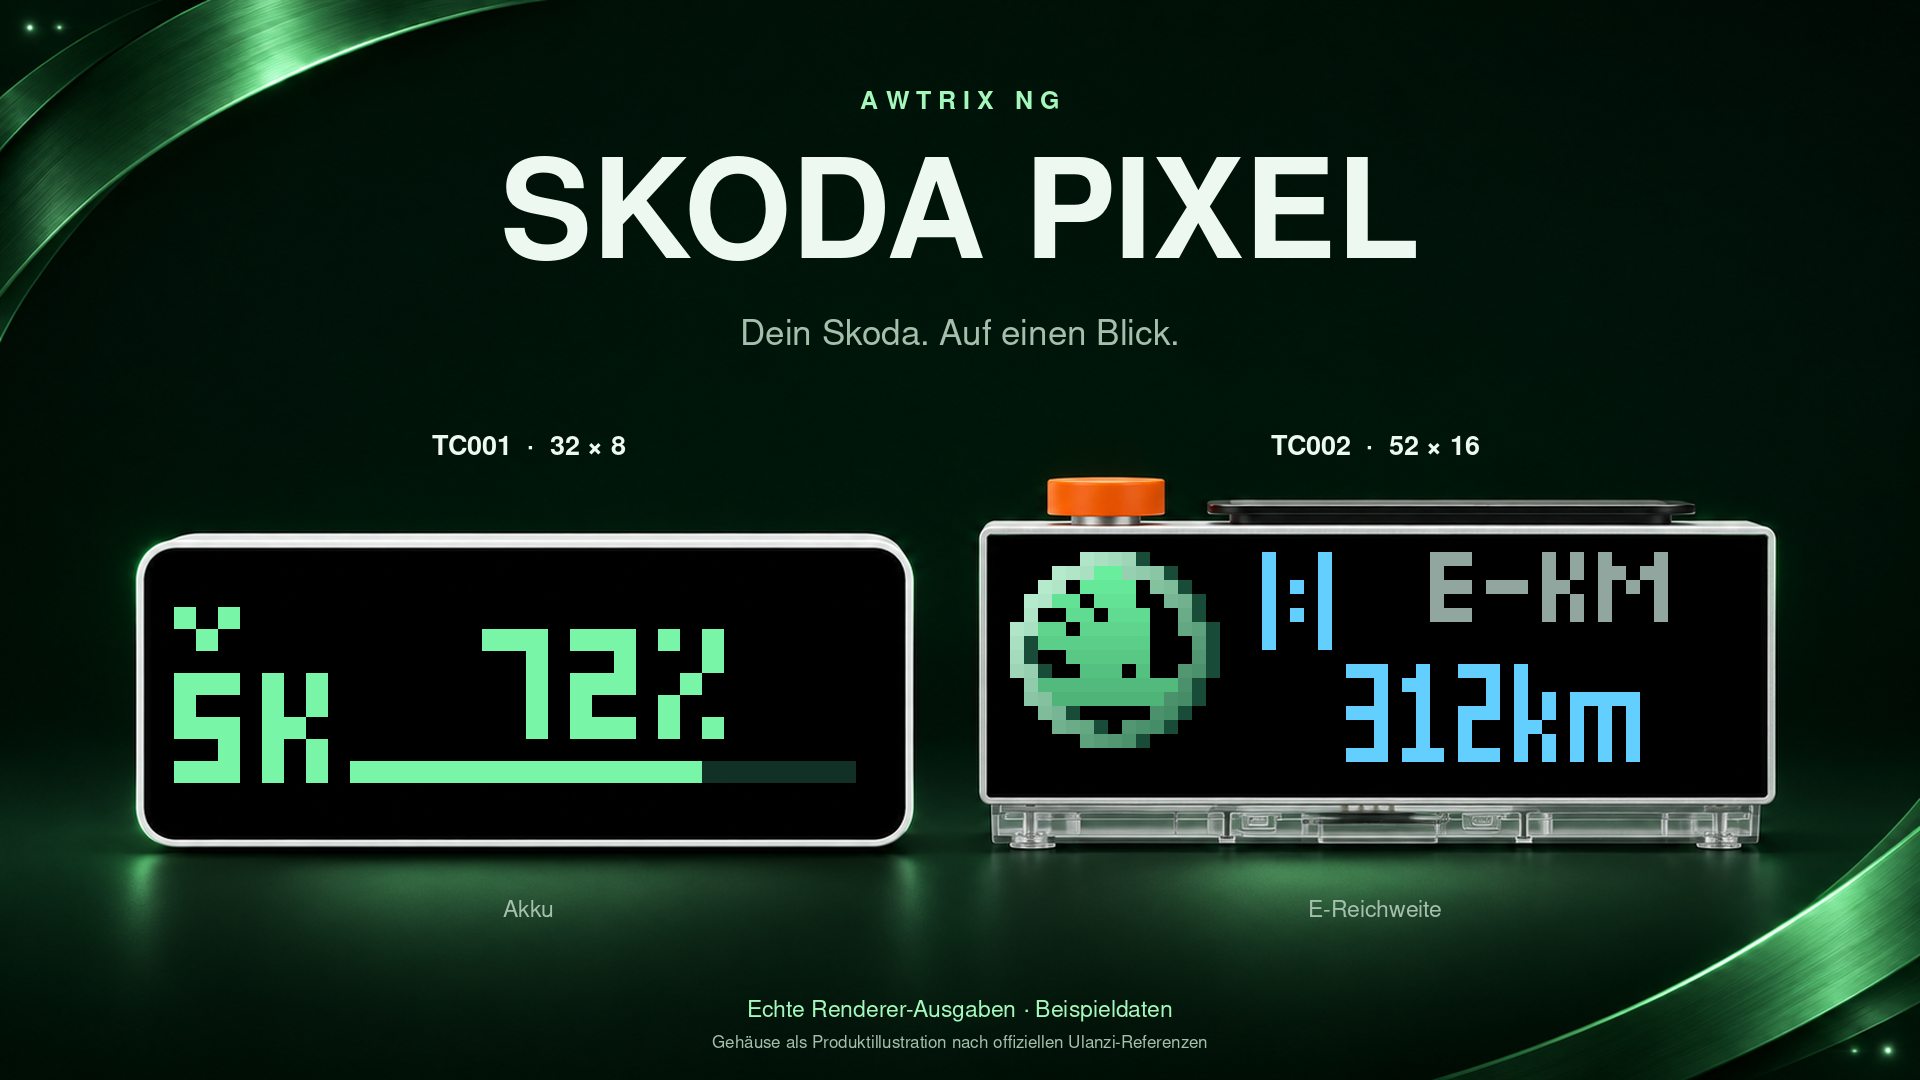 AWTRIX NG
SKODA PIXEL
Dein Skoda. Auf einen Blick.
TC001 · 32 × 8
TC002 · 52 × 16
ŠK 72%
E-KM
312km
Akku
E-Reichweite
Echte Renderer-Ausgaben · Beispieldaten
Gehäuse als Produktillustration nach offiziellen Ulanzi-Referenzen